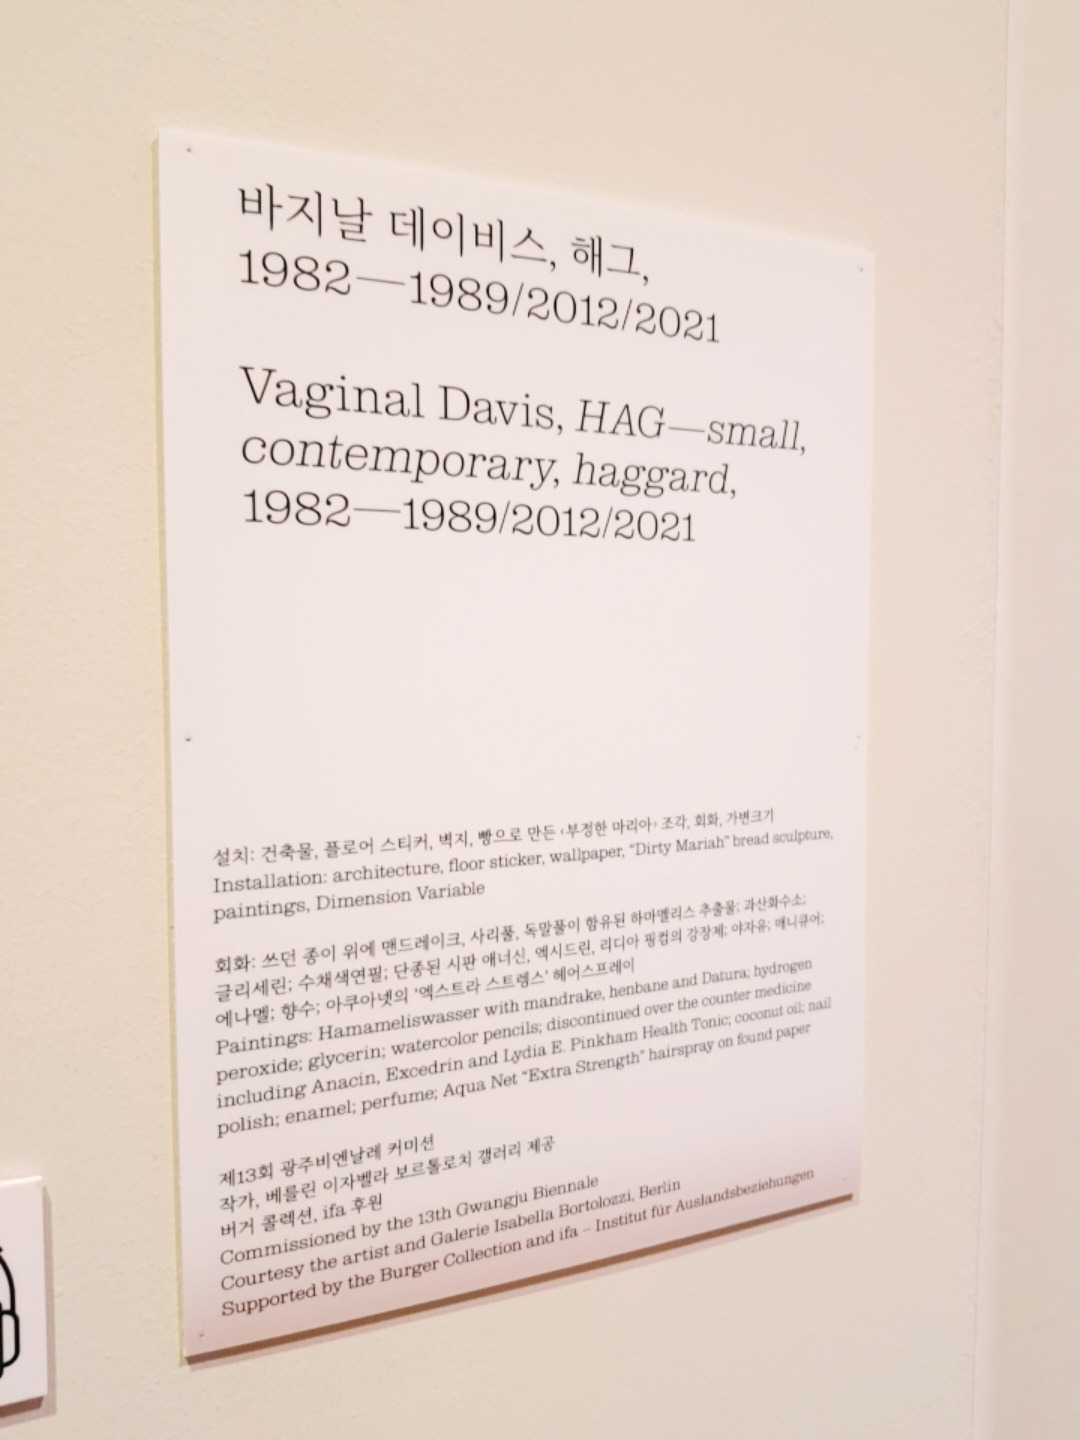 바지날 데이비스, 해그,
1982—1989/2012/2021
Vaginal Davis, HAG—small,
contemporary, haggard,
1982—1989/2012/2021
설치: 건축물, 플로어 스티커, 벽지, 빵으로 만든 ‹부정한 마리아› 조각, 회화, 가변크기
Installation: architecture, floor sticker, wallpaper, “Dirty Mariah” bread sculpture,
paintings, Dimension Variable
회화: 쓰던 종이 위에 맨드레이크, 사리풀, 독말풀이 함유된 하마멜리스 추출물; 과산화수소;
글리세린; 수채색연필; 단종된 시판 애너신, 엑시드린, 리디아 핑컴의 강장제; 야자유; 매니큐어;
에나멜; 향수; 아쿠아넷의 ‘엑스트라 스트렝스’ 헤어스프레이
Paintings: Hamameliswasser with mandrake, henbane and Datura; hydrogen
peroxide; glycerin; watercolor pencils; discontinued over the counter medicine
including Anacin, Excedrin and Lydia E. Pinkham Health Tonic; coconut oil; nail
polish; enamel; perfume; Aqua Net “Extra Strength” hairspray on found paper
제13회 광주비엔날레 커미션
작가, 베를린 이자벨라 보르톨로치 갤러리 제공
버거 콜렉션, ifa 후원
Commissioned by the 13th Gwangju Biennale
Courtesy the artist and Galerie Isabella Bortolozzi, Berlin
Supported by the Burger Collection and ifa – Institut für Auslandsbeziehungen